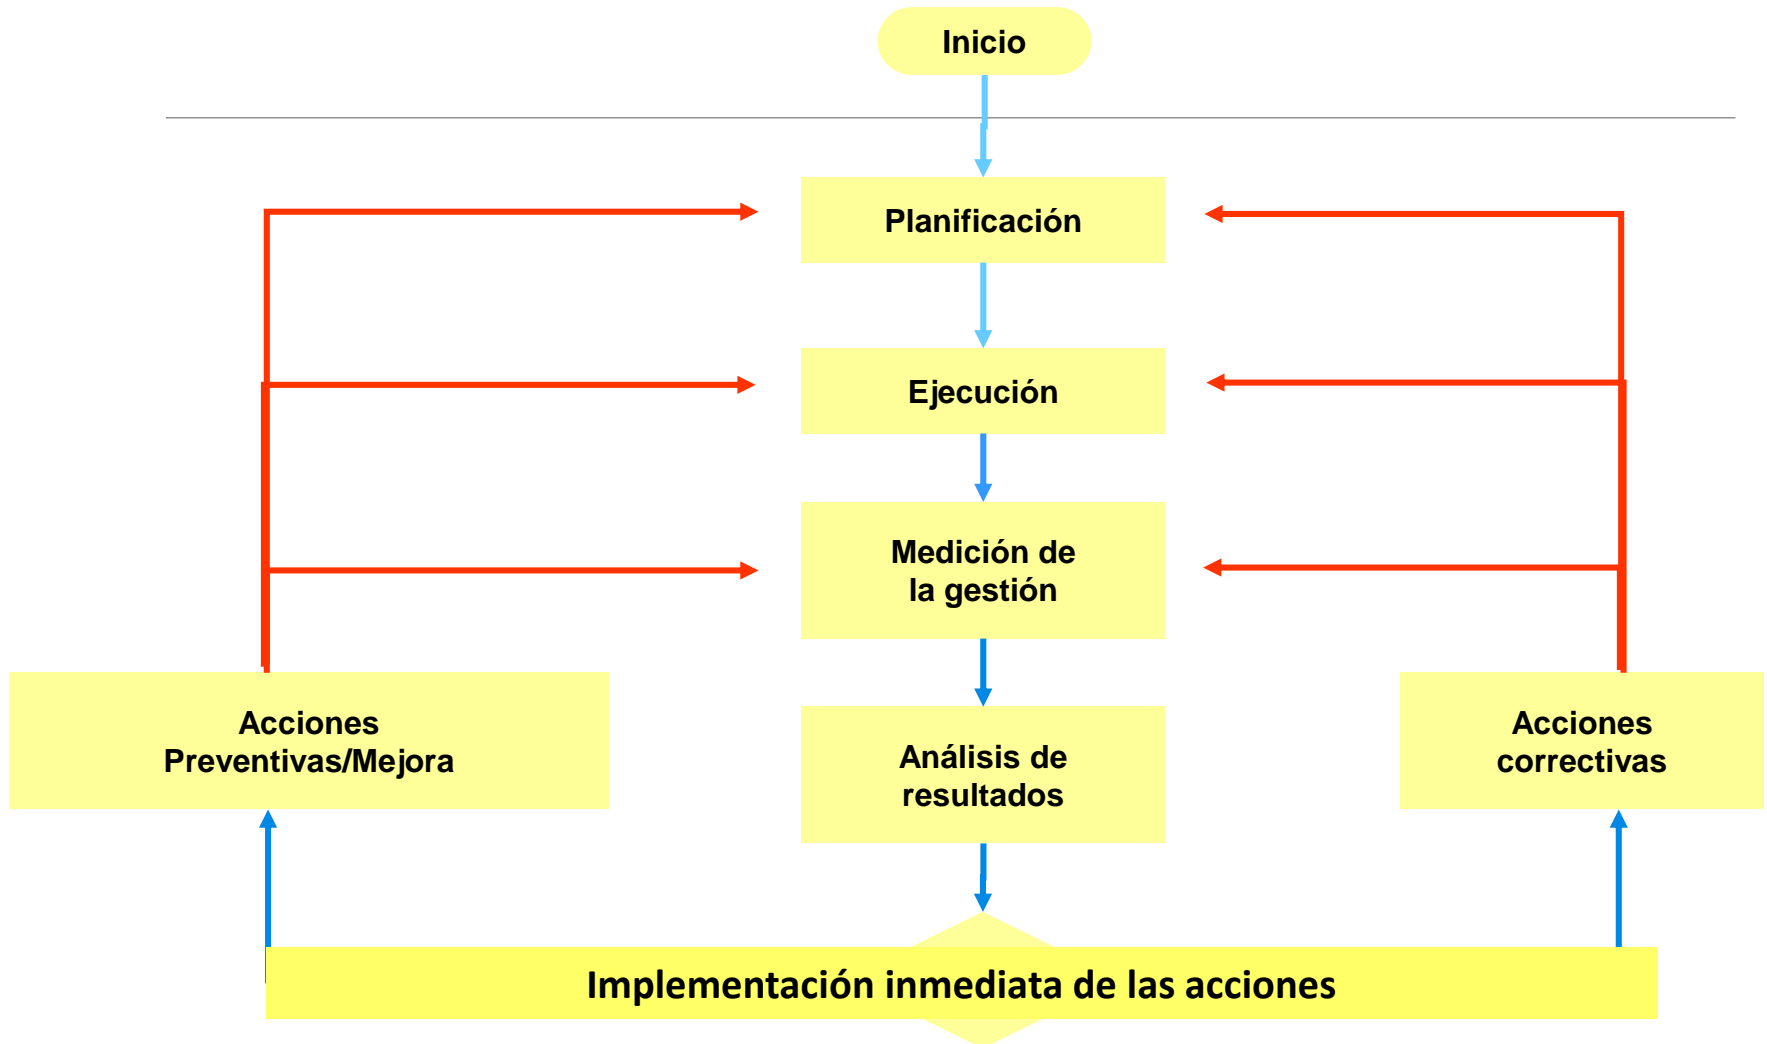 Inicio
Planificación
Ejecución
Medición de
la gestión
Acciones
Preventivas/Mejora
Análisis de
resultados
Acciones
correctivas
Implementación inmediata de las acciones